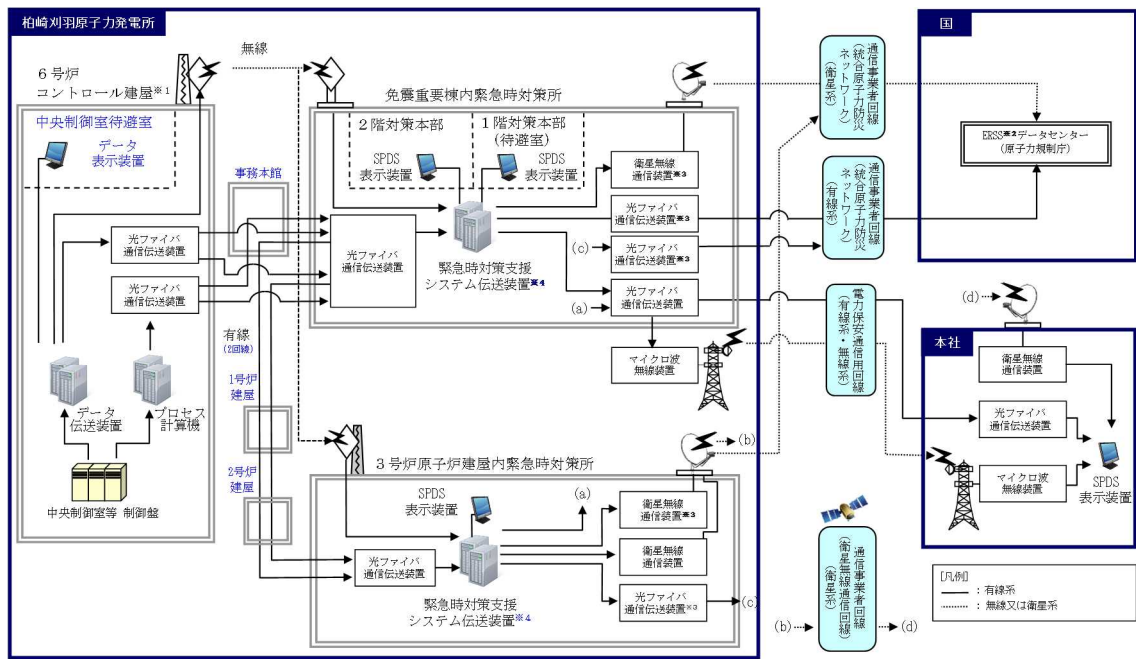 柏崎刈羽原子力発電所
国
6号炉
コントロール建屋※1
無線
中央制御室待避室
データ
表示装置
事務本館
光ファイバ
通信伝送装置
光ファイバ
通信伝送装置
データ
伝送装置
プロセス
計算機
中央制御室等 制御盤
有線
(2回線)
1号炉
建屋
2号炉
建屋
免震重要棟内緊急時対策所
2階対策本部
1階対策本部
(待避室)
SPDS
表示装置
SPDS
表示装置
光ファイバ
通信伝送装置
緊急時対策支援
システム伝送装置※4
衛星無線
通信装置※3
光ファイバ
通信伝送装置※3
(c)
光ファイバ
通信伝送装置※3
(a)
光ファイバ
通信伝送装置
マイクロ波
無線装置
3号炉原子炉建屋内緊急時対策所
SPDS
表示装置
光ファイバ
通信伝送装置
緊急時対策支援
システム伝送装置※4
(a)
衛星無線
通信装置※3
衛星無線
通信装置
光ファイバ
通信伝送装置※3
(b)
(c)
通信事業者回線
(統合原子力防災
ネットワーク)
(衛星系)
通信事業者回線
(統合原子力防災
ネットワーク)
(有線系)
電力保安通信用回線
(有線系・無線系)
通信事業者回線
(衛星無線通信回線)
(衛星系)
(b)
(d)
ERSS※2データセンター
(原子力規制庁)
(d)
本社
衛星無線
通信装置
光ファイバ
通信伝送装置
マイクロ波
無線装置
SPDS
表示装置
[凡例]
:有線系
:無線又は衛星系